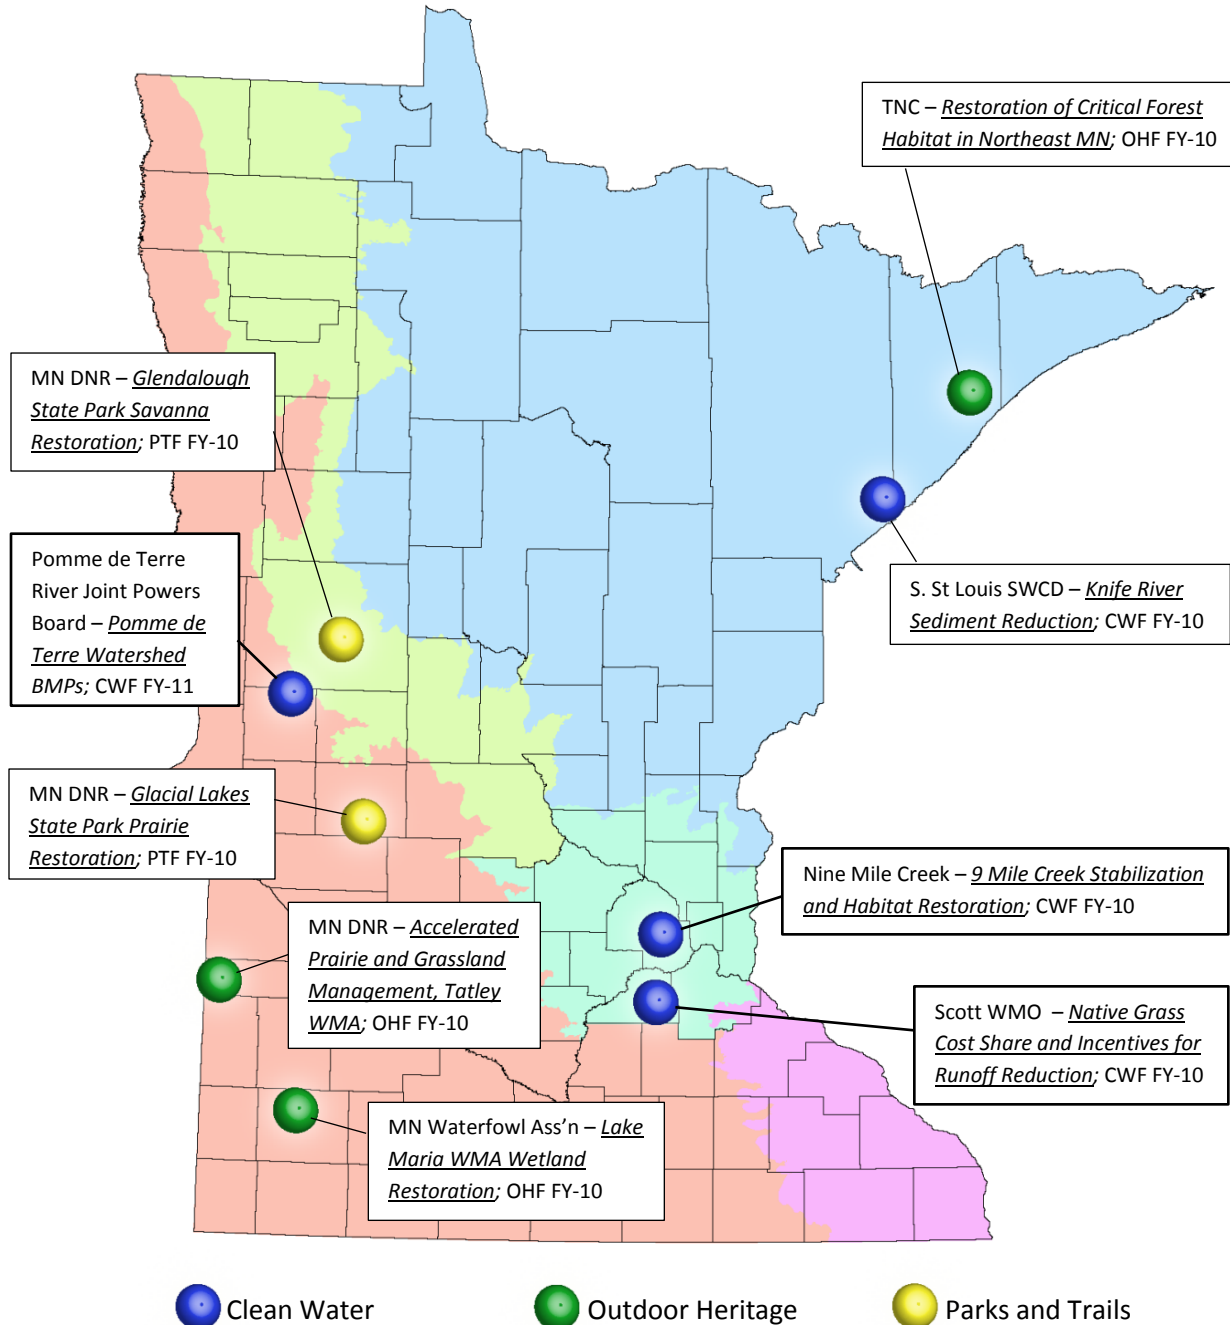 TNC – Restoration of Critical Forest
Habitat in Northeast MN; OHF FY-10
MN DNR – Glendalough
State Park Savanna
Restoration; PTF FY-10
Pomme de Terre
River Joint Powers
Board – Pomme de
Terre Watershed
BMPs; CWF FY-11
S. St Louis SWCD – Knife River
Sediment Reduction; CWF FY-10
MN DNR – Glacial Lakes
State Park Prairie
Restoration; PTF FY-10
Nine Mile Creek – 9 Mile Creek Stabilization
and Habitat Restoration; CWF FY-10
MN DNR – Accelerated
Prairie and Grassland
Management, Tatley
WMA; OHF FY-10
Scott WMO – Native Grass
Cost Share and Incentives for
Runoff Reduction; CWF FY-10
MN Waterfowl Ass’n – Lake
Maria WMA Wetland
Restoration; OHF FY-10
Clean Water
Outdoor Heritage
Parks and Trails